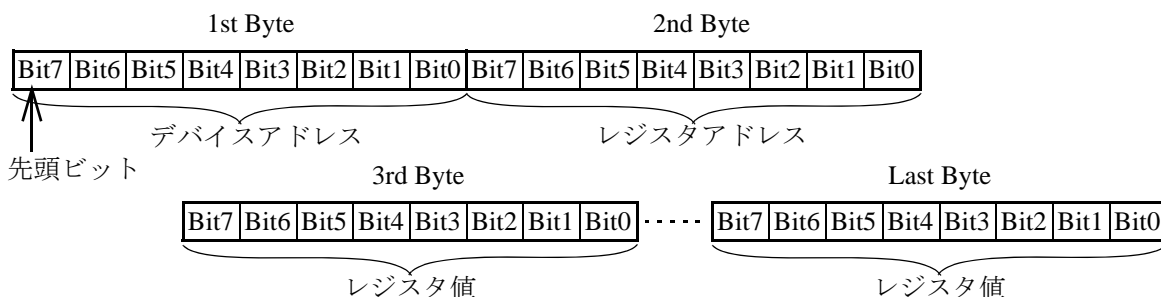 1st Byte 2nd Byte
Bit7 Bit6 Bit5 Bit4 Bit3 Bit2 Bit1 Bit0 Bit7 Bit6 Bit5 Bit4 Bit3 Bit2 Bit1 Bit0
デバイスアドレス レジスタアドレス
先頭ビット
3rd Byte Last Byte
Bit7 Bit6 Bit5 Bit4 Bit3 Bit2 Bit1 Bit0 Bit7 Bit6 Bit5 Bit4 Bit3 Bit2 Bit1 Bit0
レジスタ値 レジスタ値